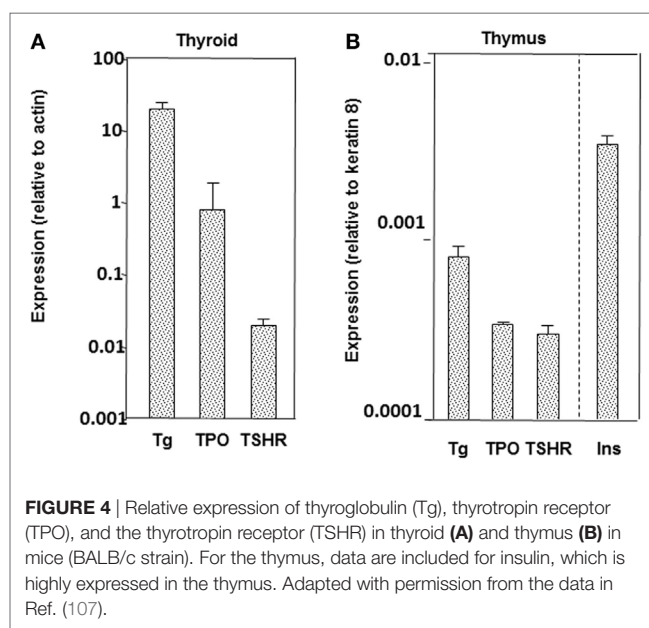 A
Thyroid
Expression (relative to actin)
100
10
1
0.1
0.01
0.001
Tg TPO TSHR
B
Thymus
Expression (relative to keratin 8)
0.01
0.001
0.0001
Tg TPO TSHR Ins
FIGURE 4 | Relative expression of thyroglobulin (Tg), thyrotropin receptor
(TPO), and the thyrotropin receptor (TSHR) in thyroid (A) and thymus (B) in
mice (BALB/c strain). For the thymus, data are included for insulin, which is
highly expressed in the thymus. Adapted with permission from the data in
Ref. (107).